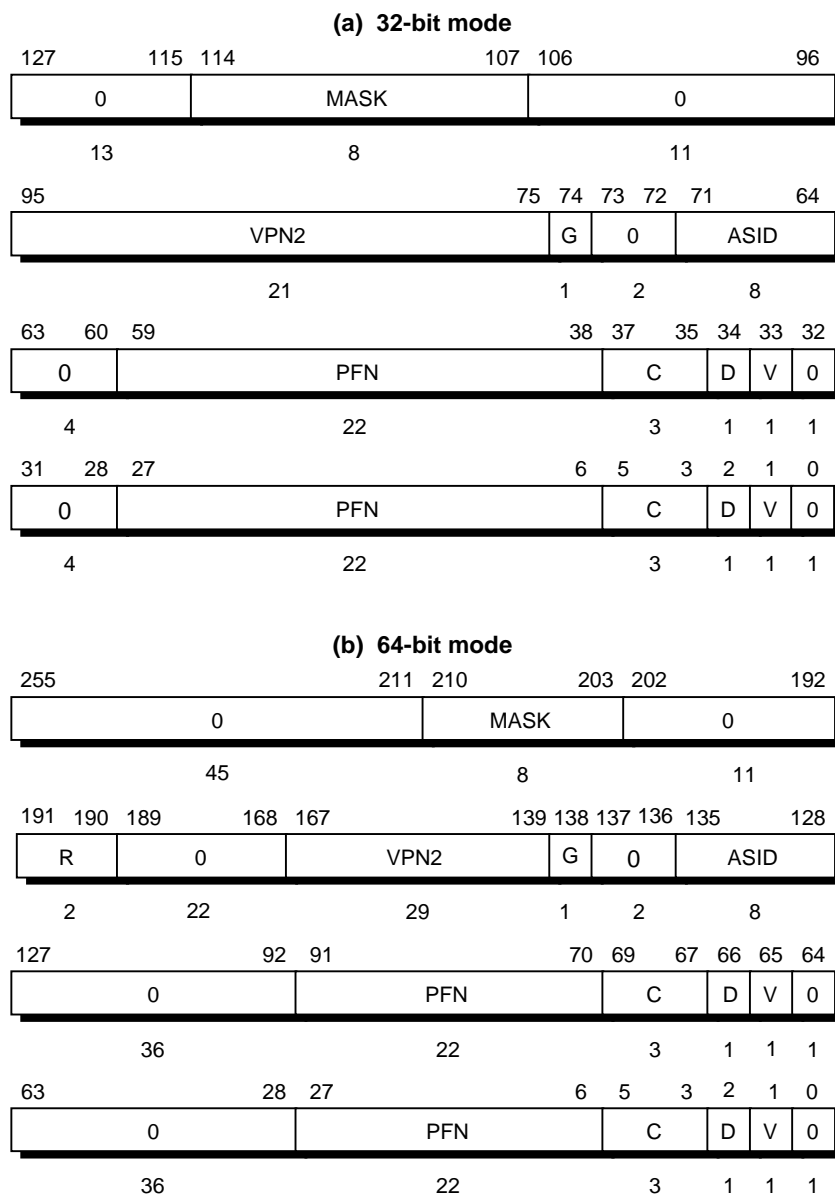 (a) 32-bit mode
127 115 114 107 106 96
0 MASK 0
13 8 11
95 75 74 73 72 71 64
VPN2 G 0 ASID
21 1 2 8
63 60 59 38 37 35 34 33 32
0 PFN C D V 0
4 22 3 1 1 1
31 28 27 6 5 3 2 1 0
0 PFN C D V 0
4 22 3 1 1 1
(b) 64-bit mode
255 211 210 203 202 192
0 MASK 0
45 8 11
191 190 189 168 167 139 138 137 136 135 128
R 0 VPN2 G 0 ASID
2 22 29 1 2 8
127 92 91 70 69 67 66 65 64
0 PFN C D V 0
36 22 3 1 1 1
63 28 27 6 5 3 2 1 0
0 PFN C D V 0
36 22 3 1 1 1